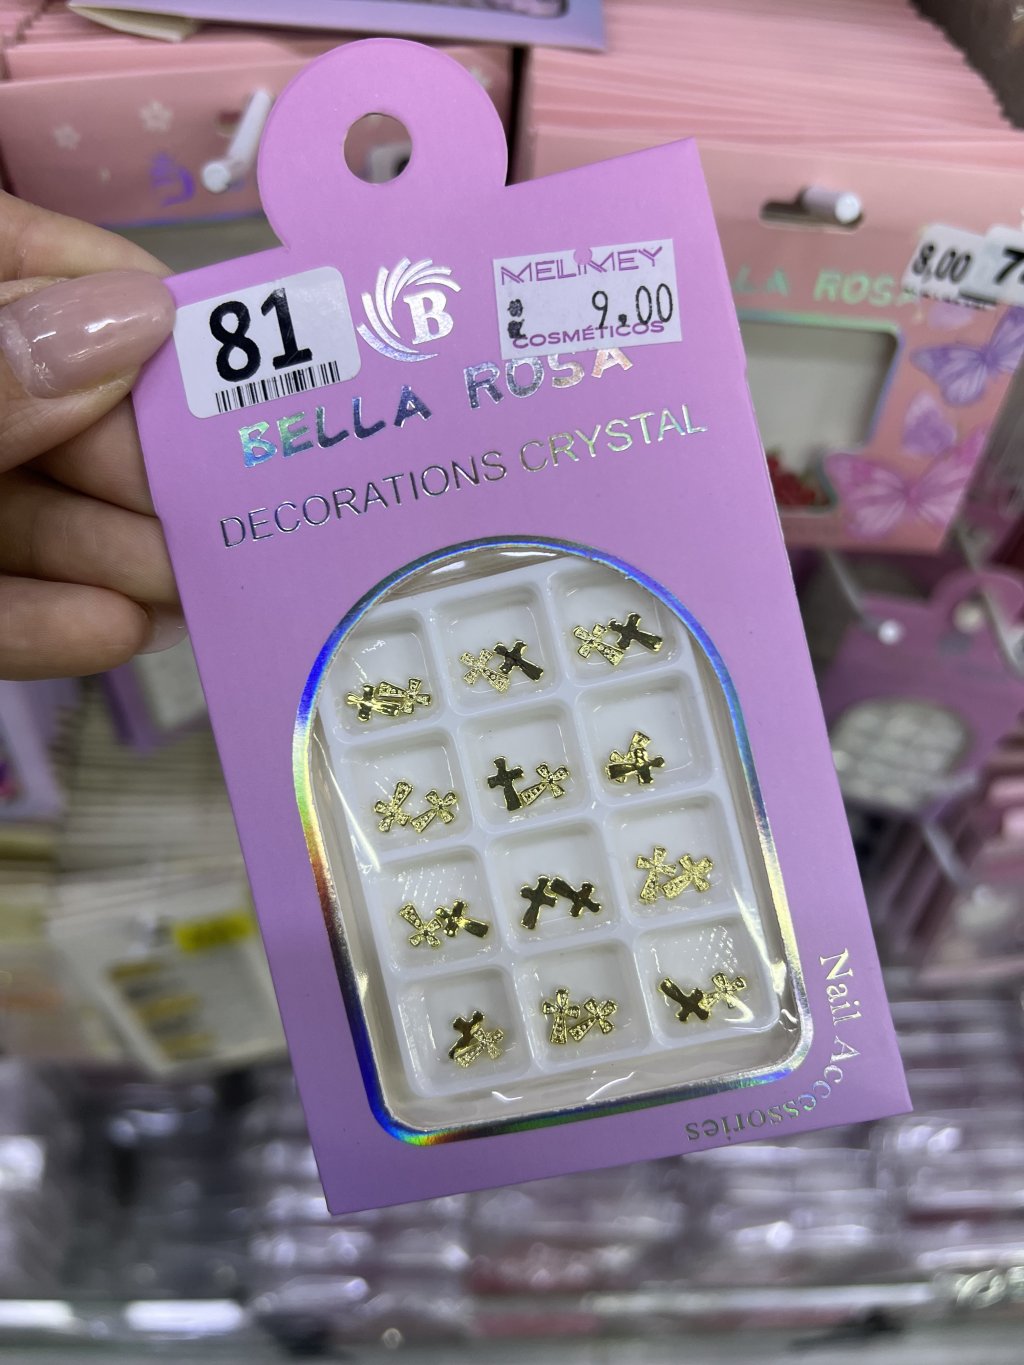 81
B
MELIMEY
9,00
COSMÉTICOS
BELLA ROSA
DECORATIONS CRYSTAL
Nail Accessories
8,00
LA ROSA